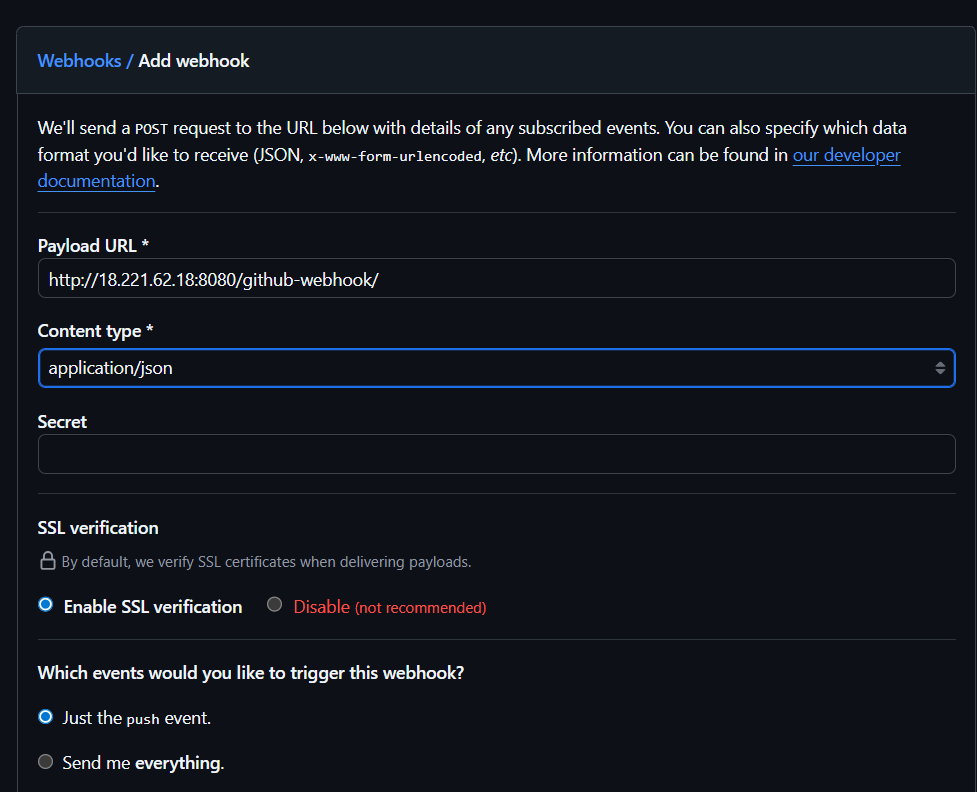 Webhooks / Add webhook
We'll send a POST request to the URL below with details of any subscribed events. You can also specify which data
format you'd like to receive (JSON, x-www-form-urlencoded, etc). More information can be found in our developer
documentation.
Payload URL *
http://18.221.62.18:8080/github-webhook/
Content type *
application/json
Secret
SSL verification
By default, we verify SSL certificates when delivering payloads.
Enable SSL verification Disable (not recommended)
Which events would you like to trigger this webhook?
Just the push event.
Send me everything.